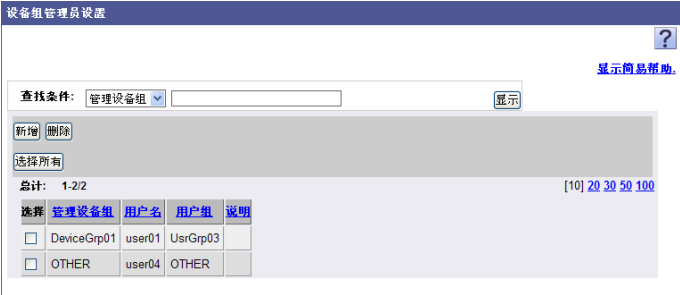 设备组管理员设置
?
显示简易帮助.
查找条件: 管理设备组 显示
新增 删除
选择所有
总计: 1-2/2 [10] 20 30 50 100
选择 管理设备组 用户名 用户组 说明
DeviceGrp01 user01 UsrGrp03
OTHER user04 OTHER